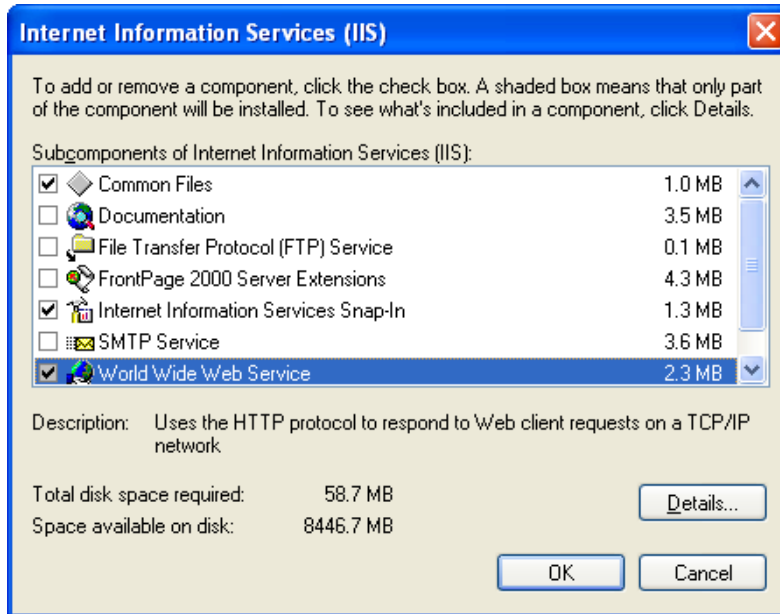 Internet Information Services (IIS)
To add or remove a component, click the check box. A shaded box means that only part
of the component will be installed. To see what's included in a component, click Details.
Subcomponents of Internet Information Services (IIS):
Common Files 1.0 MB
Documentation 3.5 MB
File Transfer Protocol (FTP) Service 0.1 MB
FrontPage 2000 Server Extensions 4.3 MB
Internet Information Services Snap-In 1.3 MB
SMTP Service 3.6 MB
World Wide Web Service 2.3 MB
Description: Uses the HTTP protocol to respond to Web client requests on a TCP/IP
network
Total disk space required: 58.7 MB
Space available on disk: 8446.7 MB
Details...
OK Cancel